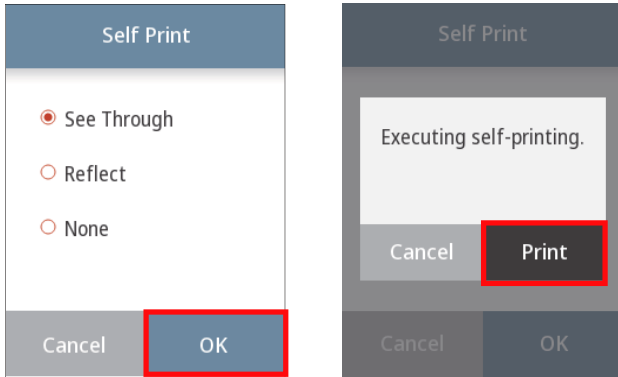 Self Print
See Through
Reflect
None
Cancel
OK
Self Print
Executing self-printing.
Cancel
Print
Cancel
OK